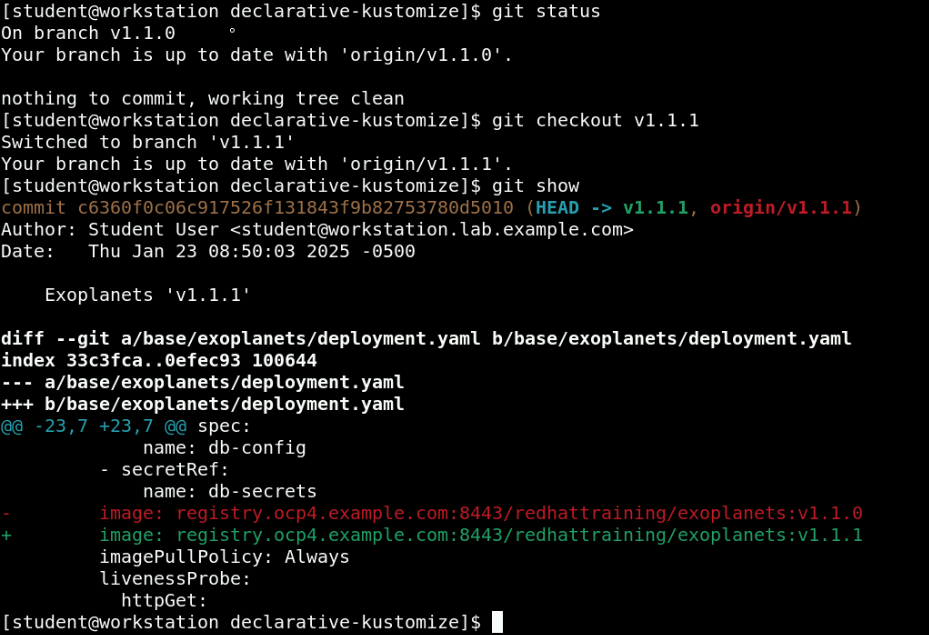 [student@workstation declarative-kustomize]$ git status
On branch v1.1.0
Your branch is up to date with 'origin/v1.1.0'.

nothing to commit, working tree clean
[student@workstation declarative-kustomize]$ git checkout v1.1.1
Switched to branch 'v1.1.1'
Your branch is up to date with 'origin/v1.1.1'.
[student@workstation declarative-kustomize]$ git show
commit c6360f0c06c917526f131843f9b82753780d5010 (HEAD -> v1.1.1, origin/v1.1.1)
Author: Student User <student@workstation.lab.example.com>
Date:   Thu Jan 23 08:50:03 2025 -0500

    Exoplanets 'v1.1.1'

diff --git a/base/exoplanets/deployment.yaml b/base/exoplanets/deployment.yaml
index 33c3fca..0efec93 100644
--- a/base/exoplanets/deployment.yaml
+++ b/base/exoplanets/deployment.yaml
@@ -23,7 +23,7 @@ spec:
             name: db-config
         - secretRef:
             name: db-secrets
-        image: registry.ocp4.example.com:8443/redhattraining/exoplanets:v1.1.0
+        image: registry.ocp4.example.com:8443/redhattraining/exoplanets:v1.1.1
         imagePullPolicy: Always
         livenessProbe:
           httpGet:
[student@workstation declarative-kustomize]$